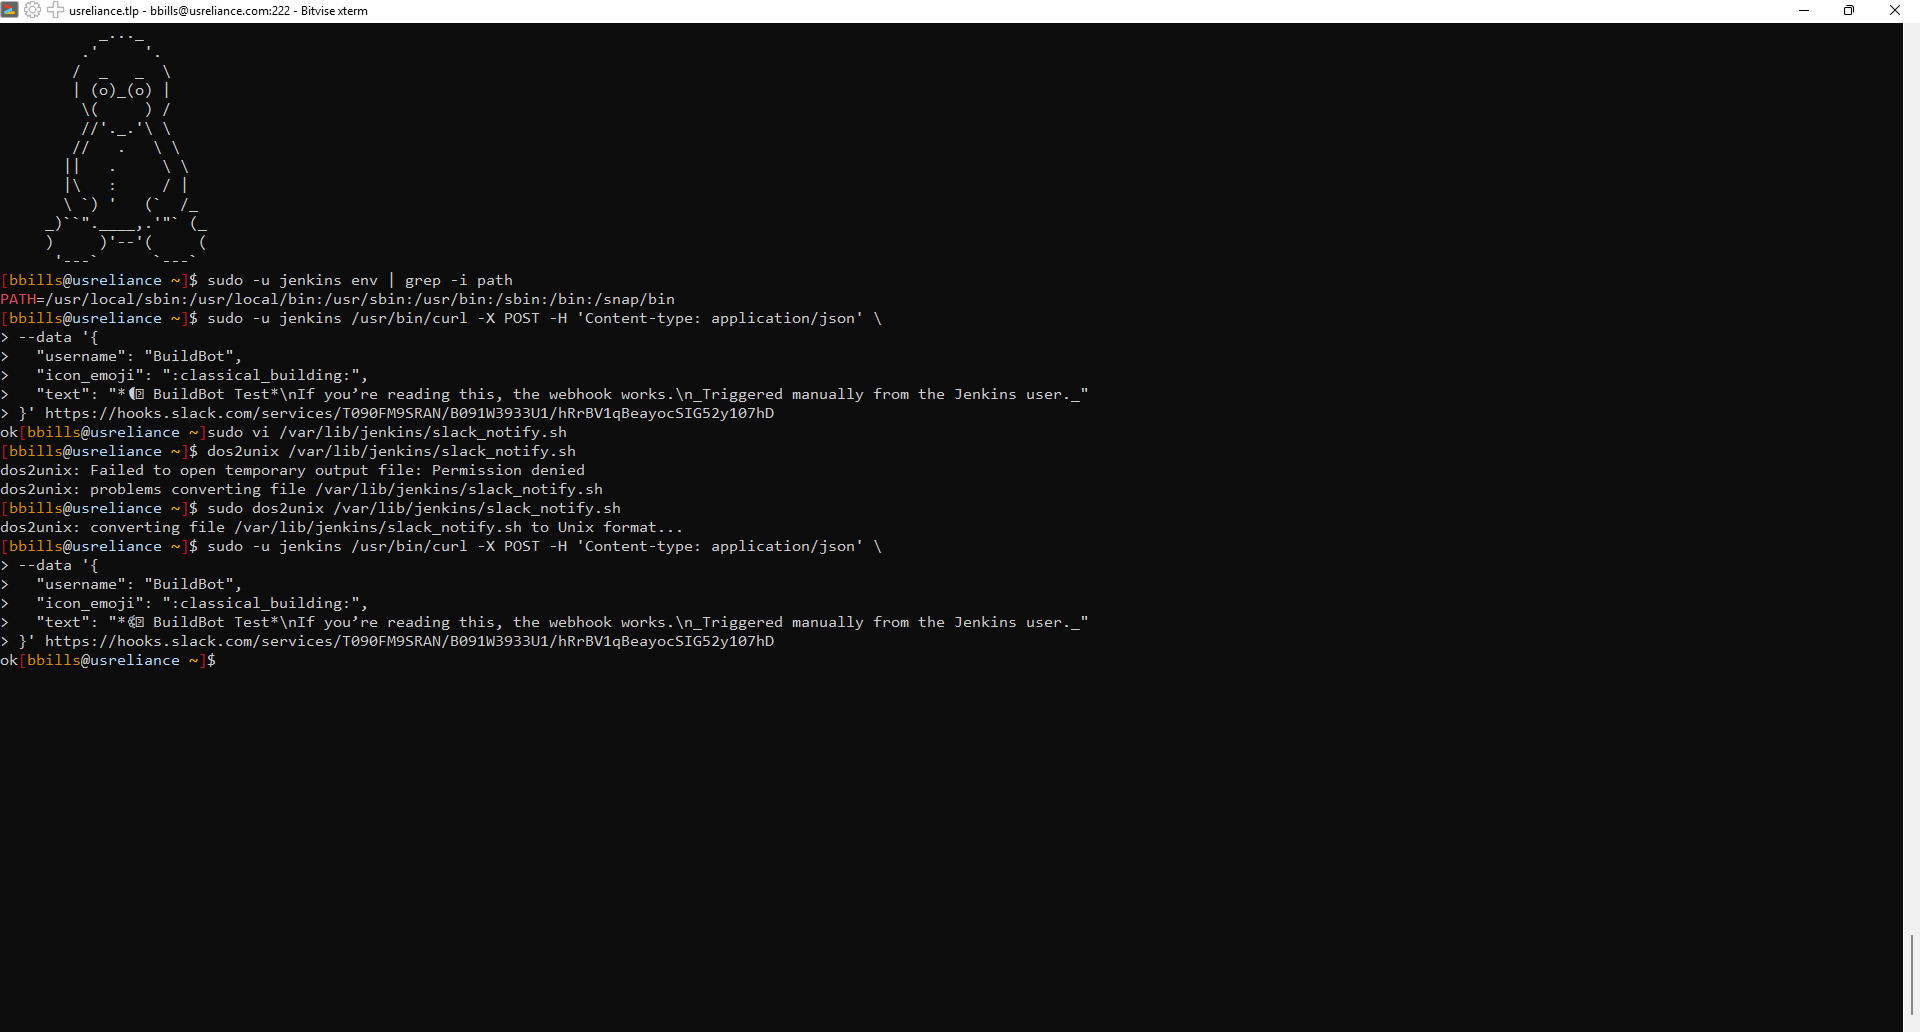 usreliance.tlp - bbills@usreliance.com:222 - Bitvise xterm
[bbills@usreliance ~]$ sudo -u jenkins env | grep -i path
PATH=/usr/local/sbin:/usr/local/bin:/usr/sbin:/usr/bin:/sbin:/bin:/snap/bin
[bbills@usreliance ~]$ sudo -u jenkins /usr/bin/curl -X POST -H 'Content-type: application/json' \
> --data '{
>   "username": "BuildBot",
>   "icon_emoji": ":classical_building:",
>   "text": "* BuildBot Test*\nIf you’re reading this, the webhook works.\n_Triggered manually from the Jenkins user._"
> }' https://hooks.slack.com/services/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
ok[bbills@usreliance ~]sudo vi /var/lib/jenkins/slack_notify.sh
[bbills@usreliance ~]$ dos2unix /var/lib/jenkins/slack_notify.sh
dos2unix: Failed to open temporary output file: Permission denied
dos2unix: problems converting file /var/lib/jenkins/slack_notify.sh
[bbills@usreliance ~]$ sudo dos2unix /var/lib/jenkins/slack_notify.sh
dos2unix: converting file /var/lib/jenkins/slack_notify.sh to Unix format...
[bbills@usreliance ~]$ sudo -u jenkins /usr/bin/curl -X POST -H 'Content-type: application/json' \
> --data '{
>   "username": "BuildBot",
>   "icon_emoji": ":classical_building:",
>   "text": "* BuildBot Test*\nIf you’re reading this, the webhook works.\n_Triggered manually from the Jenkins user._"
> }' https://hooks.slack.com/services/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
ok[bbills@usreliance ~]$